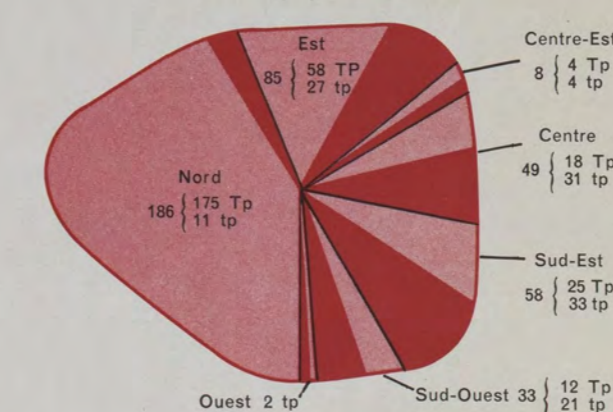 Est
85 { 58 TP
27 tp
Centre-Est
8 { 4 Tp
4 tp
Nord
186 { 175 Tp
11 tp
Centre
49 { 18 Tp
31 tp
Sud-Est
58 { 25 Tp
33 tp
Ouest 2 tp
Sud-Ouest 33 { 12 Tp
21 tp